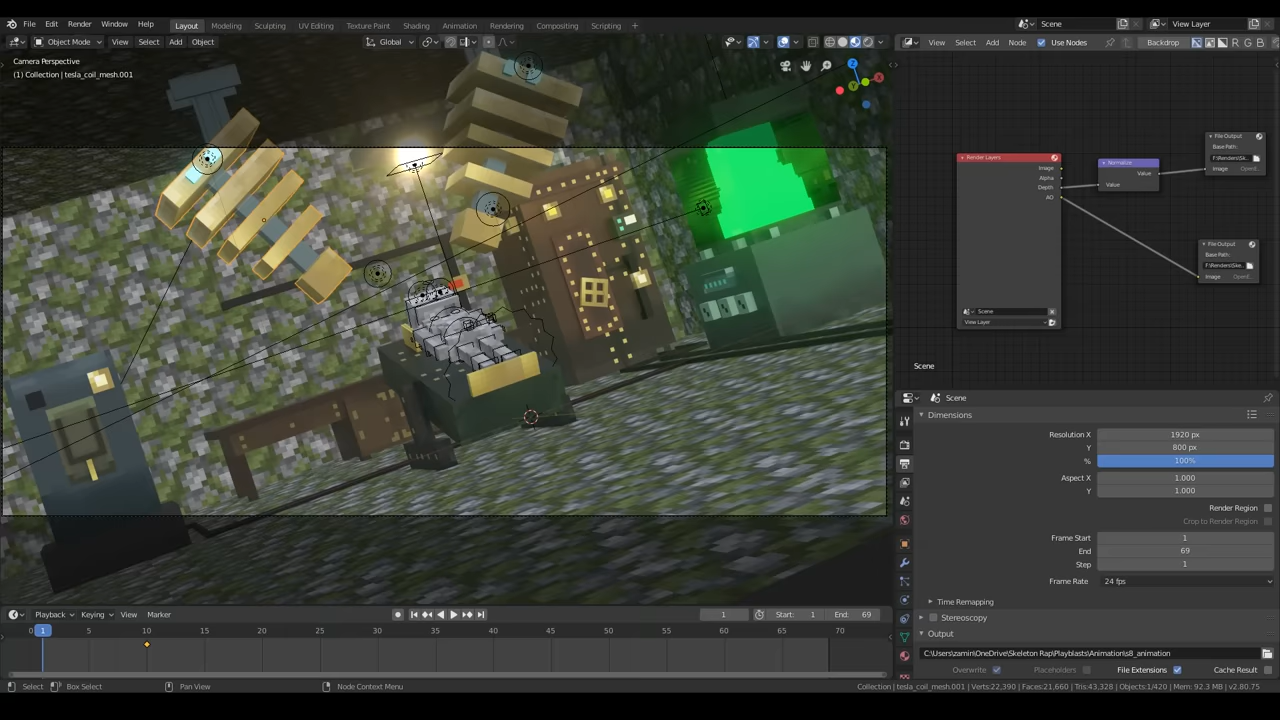 File Edit Render Window Help Layout Modeling Sculpting UV Editing Texture Paint Shading Animation Rendering Compositing Scripting + Scene View Layer
Object Mode View Select Add Object Global View Select Add Node Use Nodes Backdrop R G B
Camera Perspective
(1) Collection | tesla_coil_mesh.001
Z
X
Y
Render Layers
Image
Alpha
Depth
AO
Scene
View Layer
Normalize
Value
Value
File Output
Base Path:
F:\Renders\Sk...
Image OpenE...
File Output
Base Path:
F:\Renders\Ske...
Image OpenE...
Scene
Scene
Dimensions
Resolution X 1920 px
Y 800 px
% 100%
Aspect X 1.000
Y 1.000
Render Region
Crop to Render Region
Frame Start 1
End 69
Step 1
Frame Rate 24 fps
Time Remapping
Stereoscopy
Output
C:\Users\zamin\OneDrive\Skeleton Rap\Playblasts\Animation\s8_animation
Overwrite Placeholders File Extensions Cache Result
Playback Keying View Marker 1 Start: 1 End: 69
0 1 5 10 15 20 25 30 35 40 45 50 55 60 65 70
Select Box Select Pan View Node Context Menu Collection | tesla_coil_mesh.001 | Verts:22,390 | Faces:21,660 | Tris:43,328 | Objects:1/420 | Mem: 92.3 MB | v2.80.75